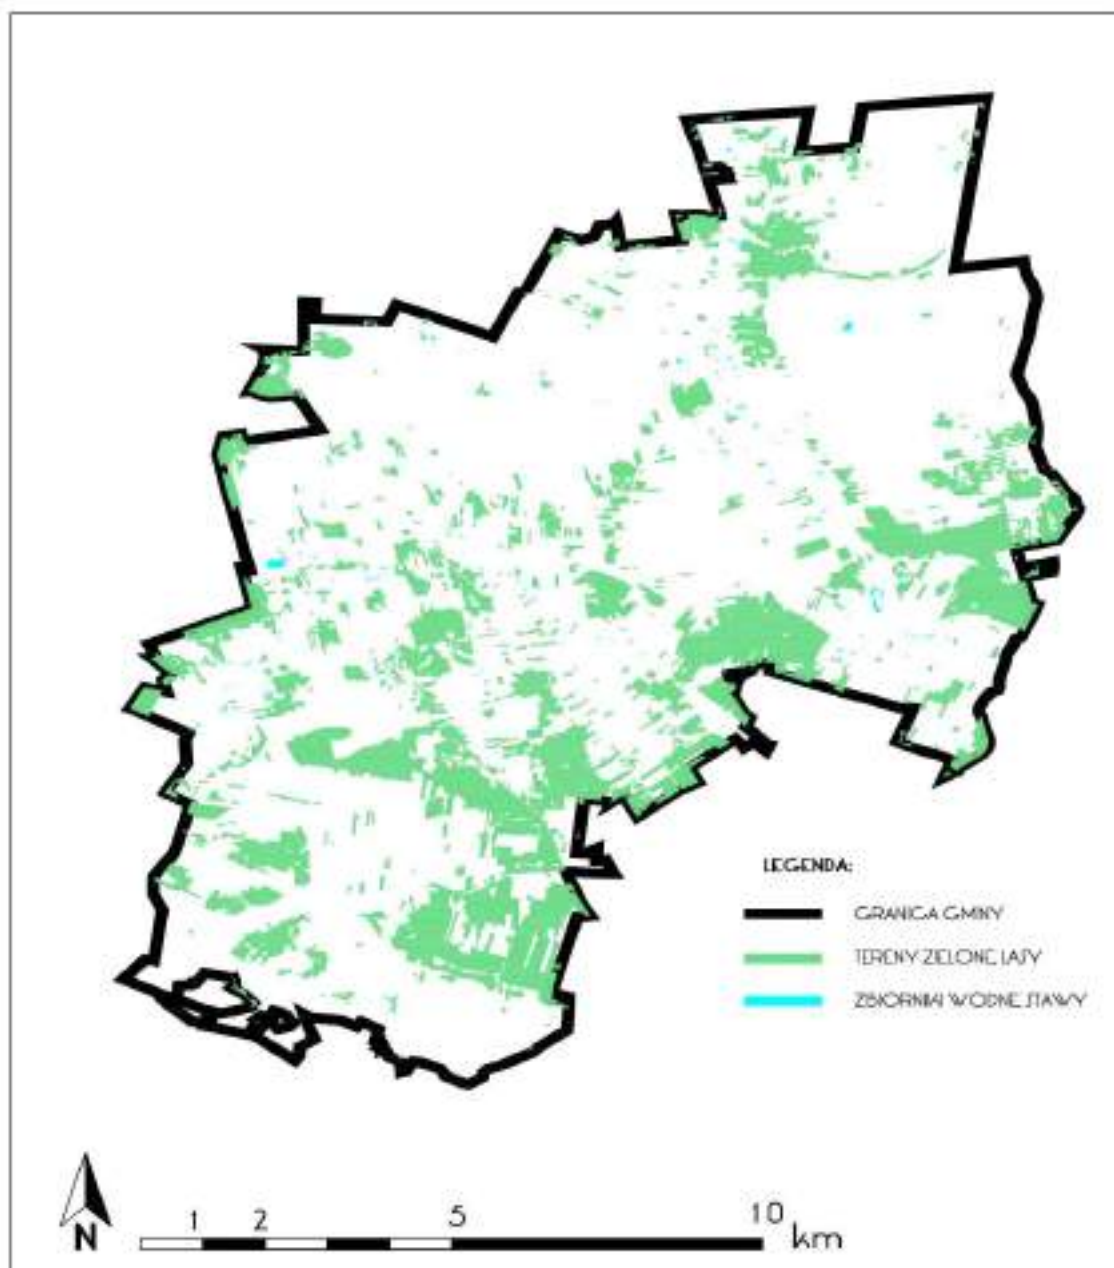 LEGENDA:
GRANICA GMINY
TERENY ZIELONE, LASY
ZBIORNIKI WODNE, STAWY
1 2 5 10 km
N